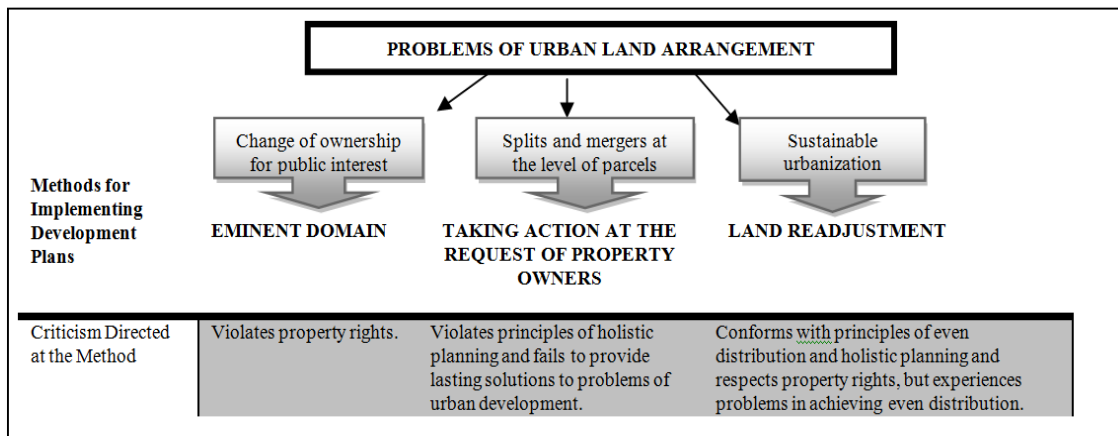 PROBLEMS OF URBAN LAND ARRANGEMENT
Change of ownership
for public interest
Splits and mergers at
the level of parcels
Sustainable
urbanization
Methods for
Implementing
Development
Plans
EMINENT DOMAIN
TAKING ACTION AT THE
REQUEST OF PROPERTY
OWNERS
LAND READJUSTMENT
Criticism Directed
at the Method
Violates property rights.
Violates principles of holistic
planning and fails to provide
lasting solutions to problems of
urban development.
Conforms with principles of even
distribution and holistic planning and
respects property rights, but experiences
problems in achieving even distribution.